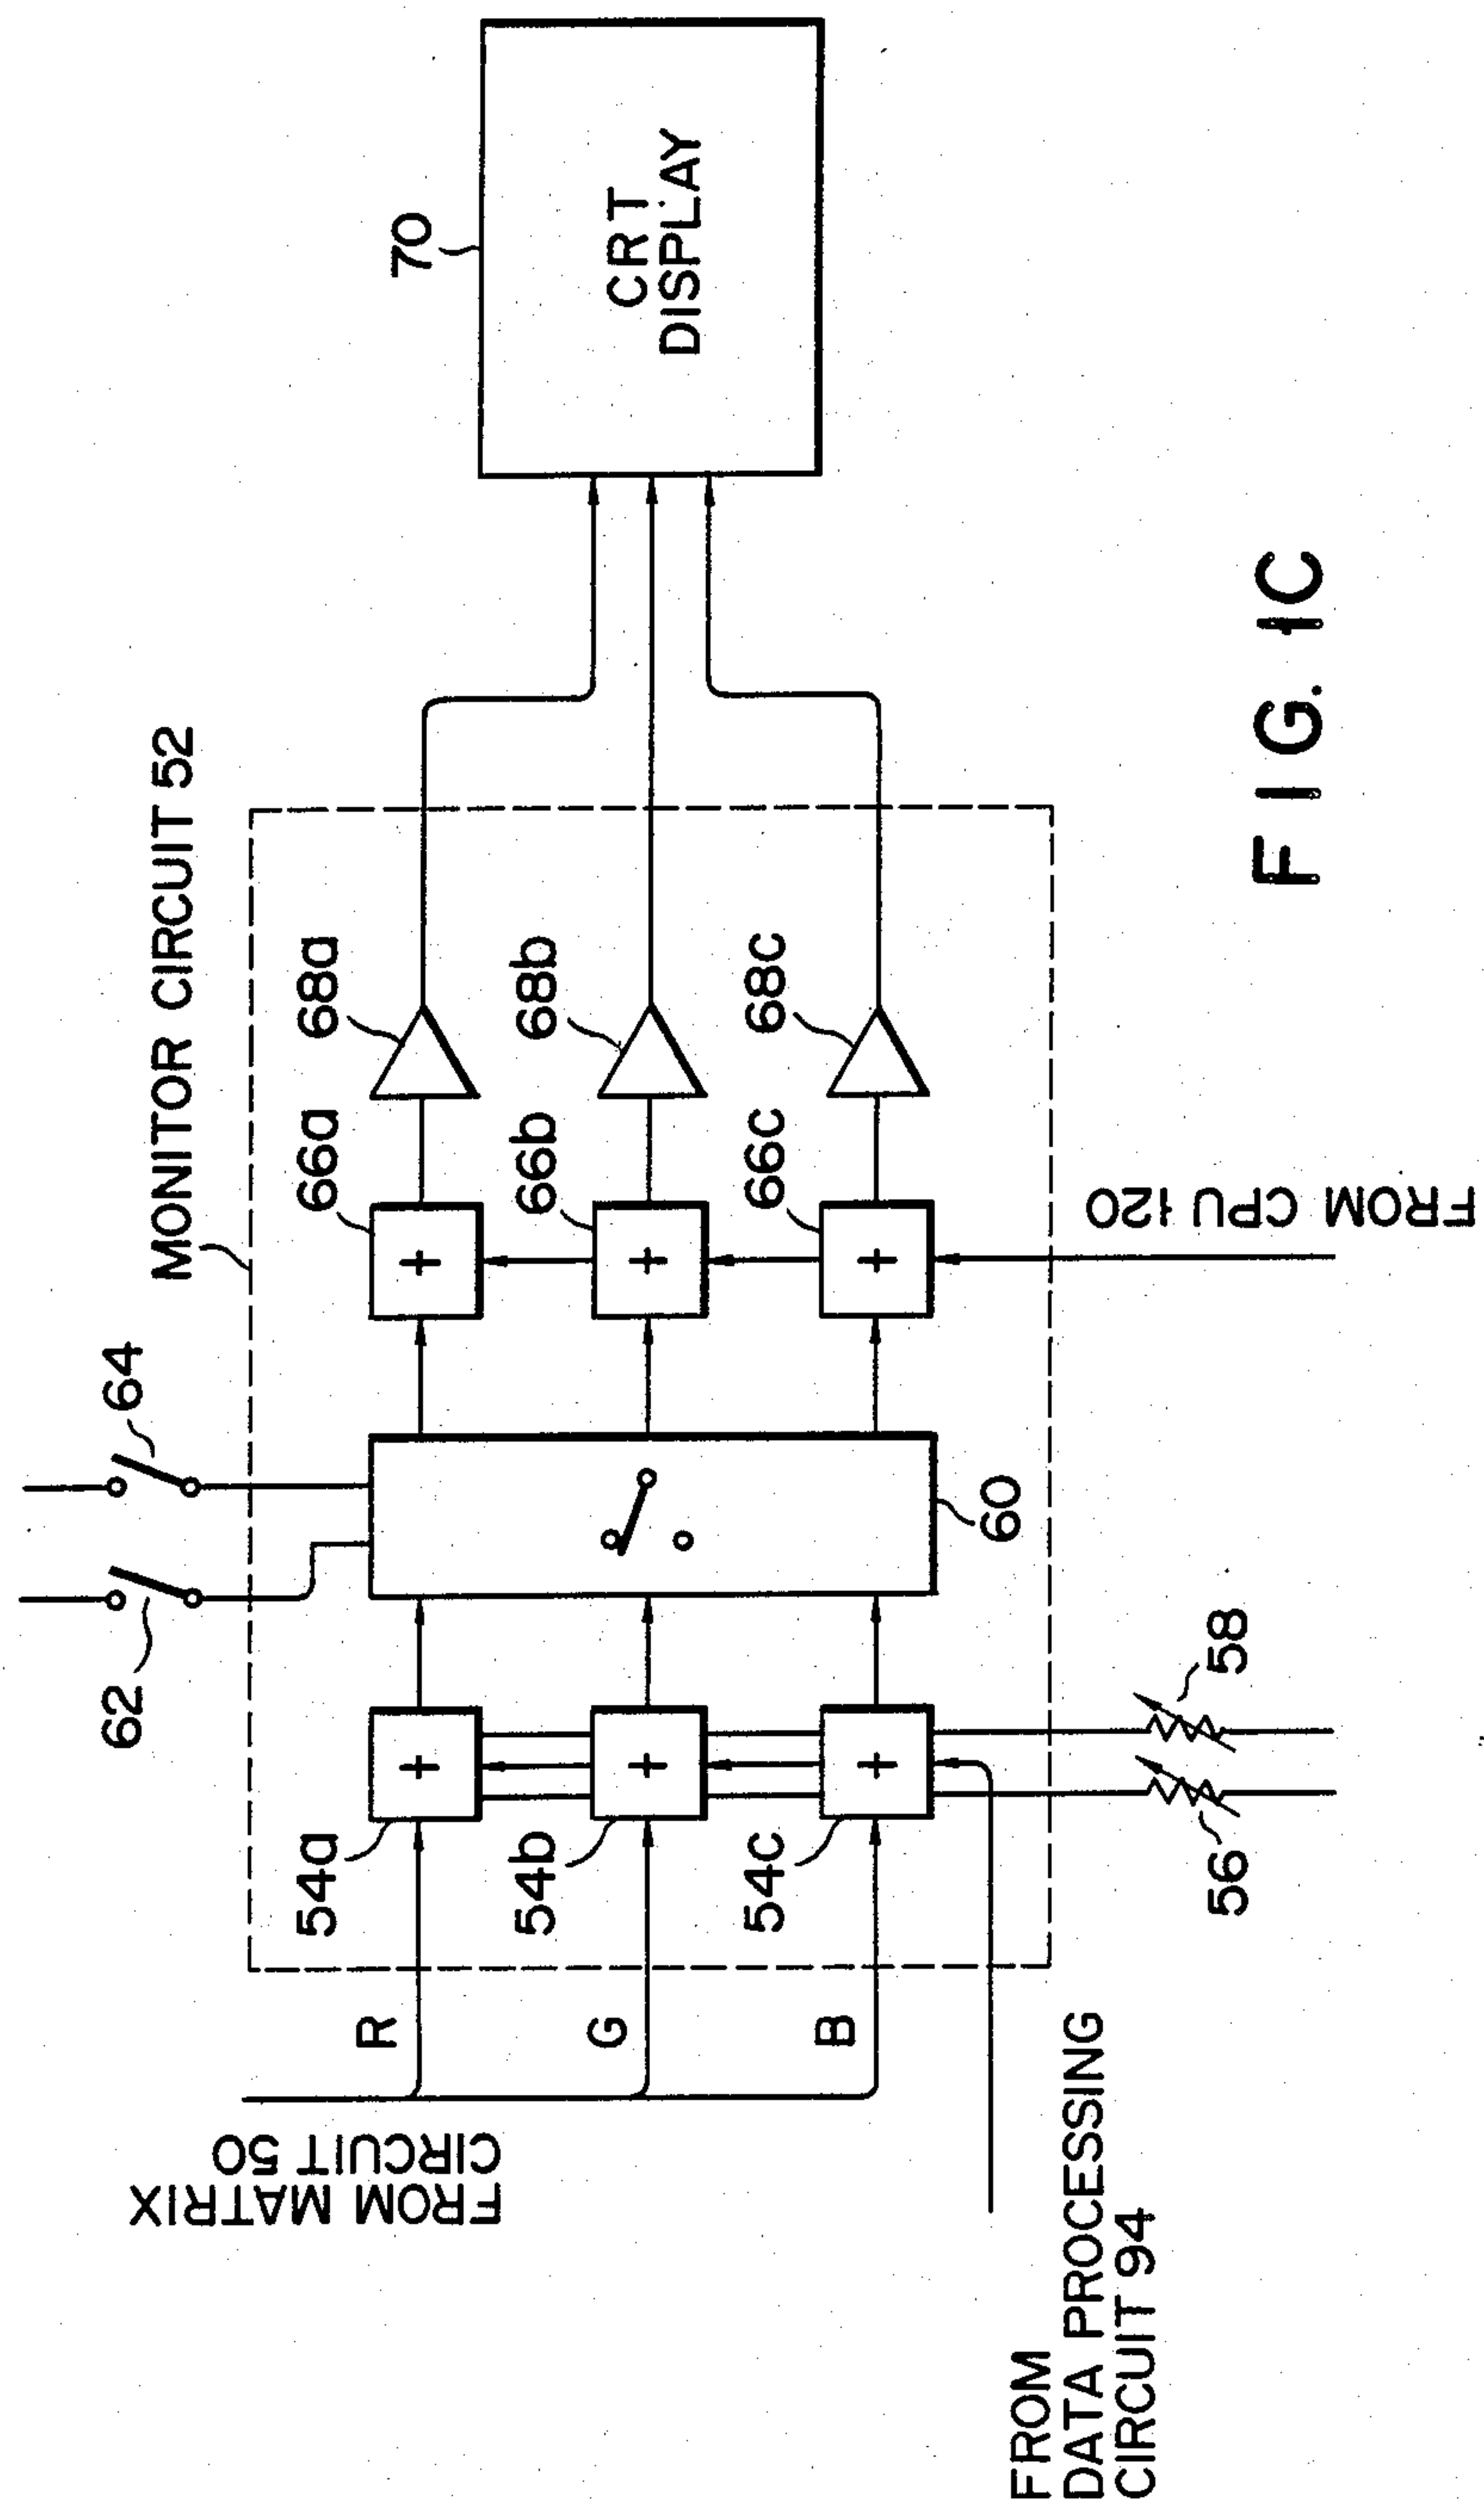 MONITOR CIRCUIT 52
62
64
70
CRT
DISPLAY
54a
66a
68a
54b
66b
68b
54c
66c
68c
R
G
B
FROM MATRIX
CIRCUIT 50
60
FROM CPU 120
FROM
DATA PROCESSING
CIRCUIT 94
56
58
FIG. 1C